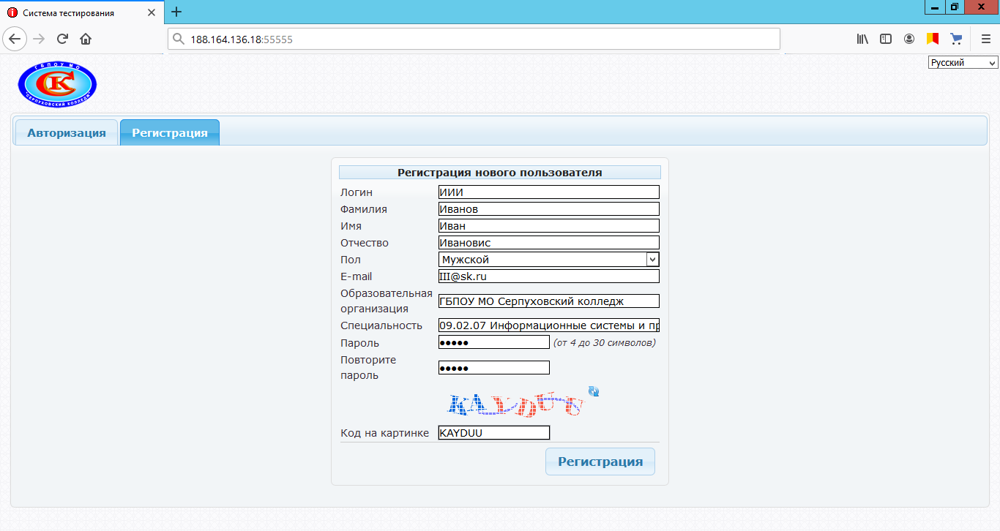 Система тестирования
188.164.136.18:55555
Русский
ГБПОУ МО
СК
"СЕРПУХОВСКИЙ КОЛЛЕДЖ"
Авторизация
Регистрация
Регистрация нового пользователя
Логин ИИИ
Фамилия Иванов
Имя Иван
Отчество Ивановис
Пол Мужской
E-mail III@sk.ru
Образовательная
организация ГБПОУ МО Серпуховский колледж
Специальность 09.02.07 Информационные системы и пр
Пароль ••••• (от 4 до 30 символов)
Повторите
пароль •••••
KAYDUU
Код на картинке KAYDUU
Регистрация